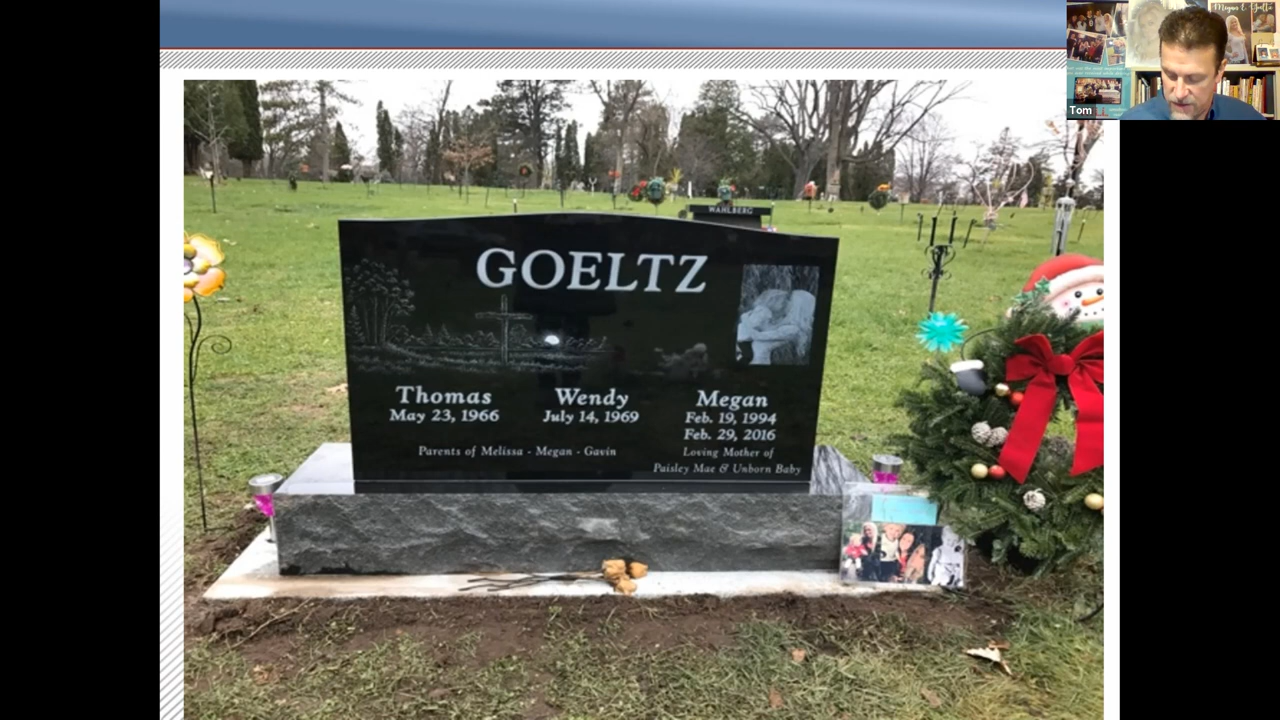 Tom
WAHLBERG
GOELTZ
Thomas
May 23, 1966
Wendy
July 14, 1969
Megan
Feb. 19, 1994
Feb. 29, 2016
Parents of Melissa - Megan - Gavin
Loving Mother of
Paisley Mae & Unborn Baby